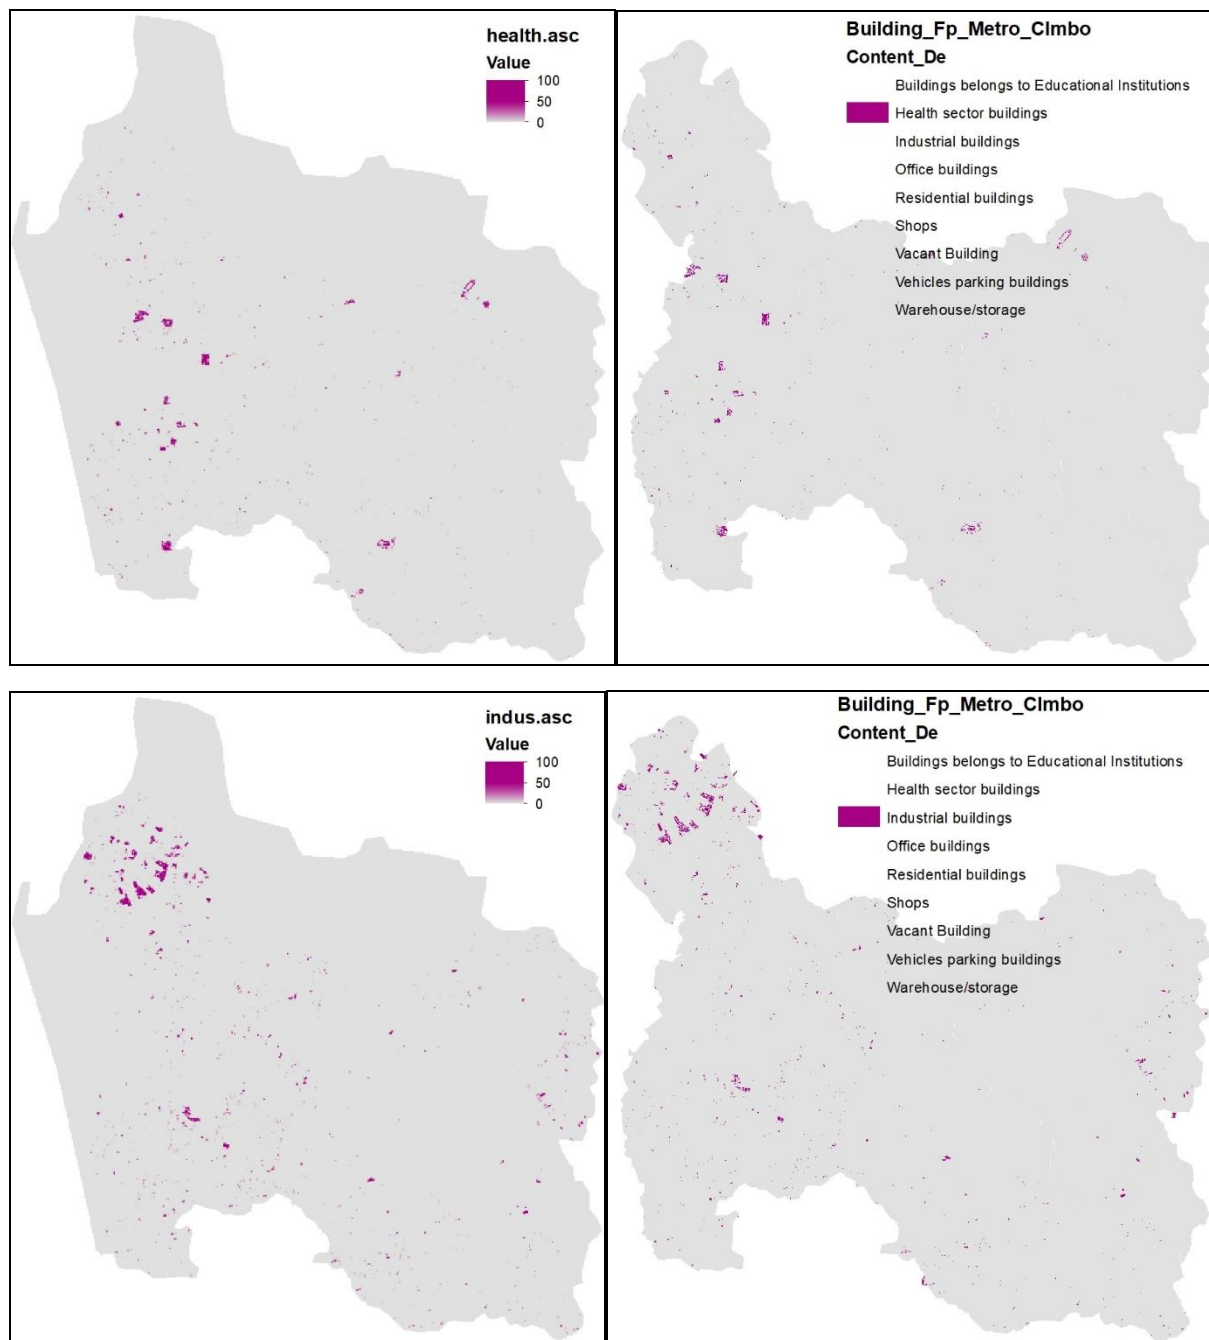 health.asc
Value
100
50
0
Building_Fp_Metro_Clmbo
Content_De
Buildings belongs to Educational Institutions
Health sector buildings
Industrial buildings
Office buildings
Residential buildings
Shops
Vacant Building
Vehicles parking buildings
Warehouse/storage
indus.asc
Value
100
50
0
Building_Fp_Metro_Clmbo
Content_De
Buildings belongs to Educational Institutions
Health sector buildings
Industrial buildings
Office buildings
Residential buildings
Shops
Vacant Building
Vehicles parking buildings
Warehouse/storage